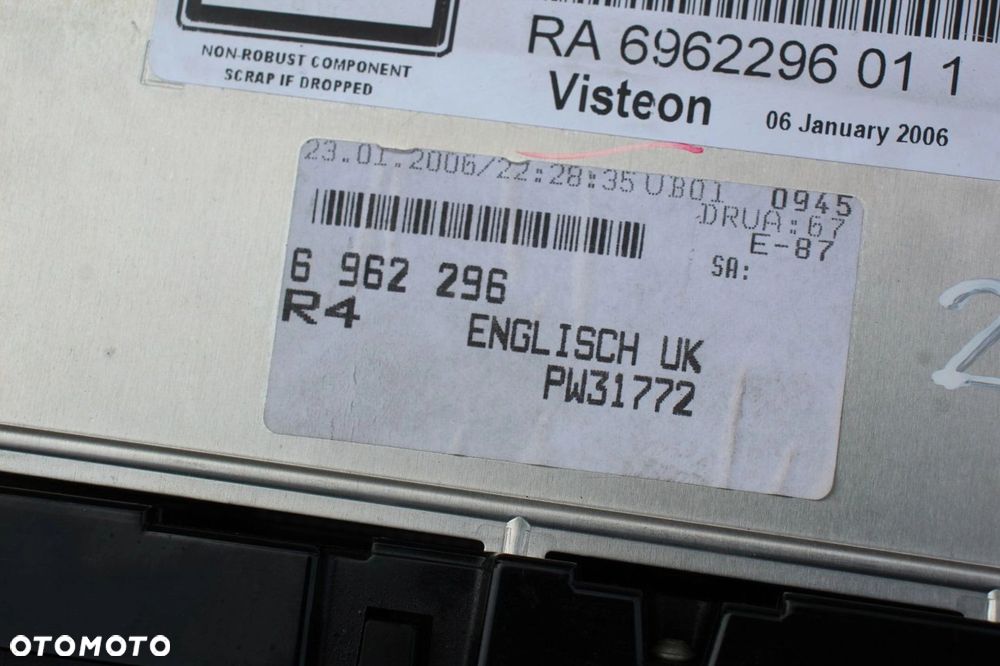 RA 6962296 01 1
NON-ROBUST COMPONENT
SCRAP IF DROPPED
Visteon
06 January 2006
23.01.2006/22:28:35 UB01 0945
DRUA:67
E-87
SA:
6 962 296
R4
ENGLISCH UK
PW31772
2
OTOMOTO